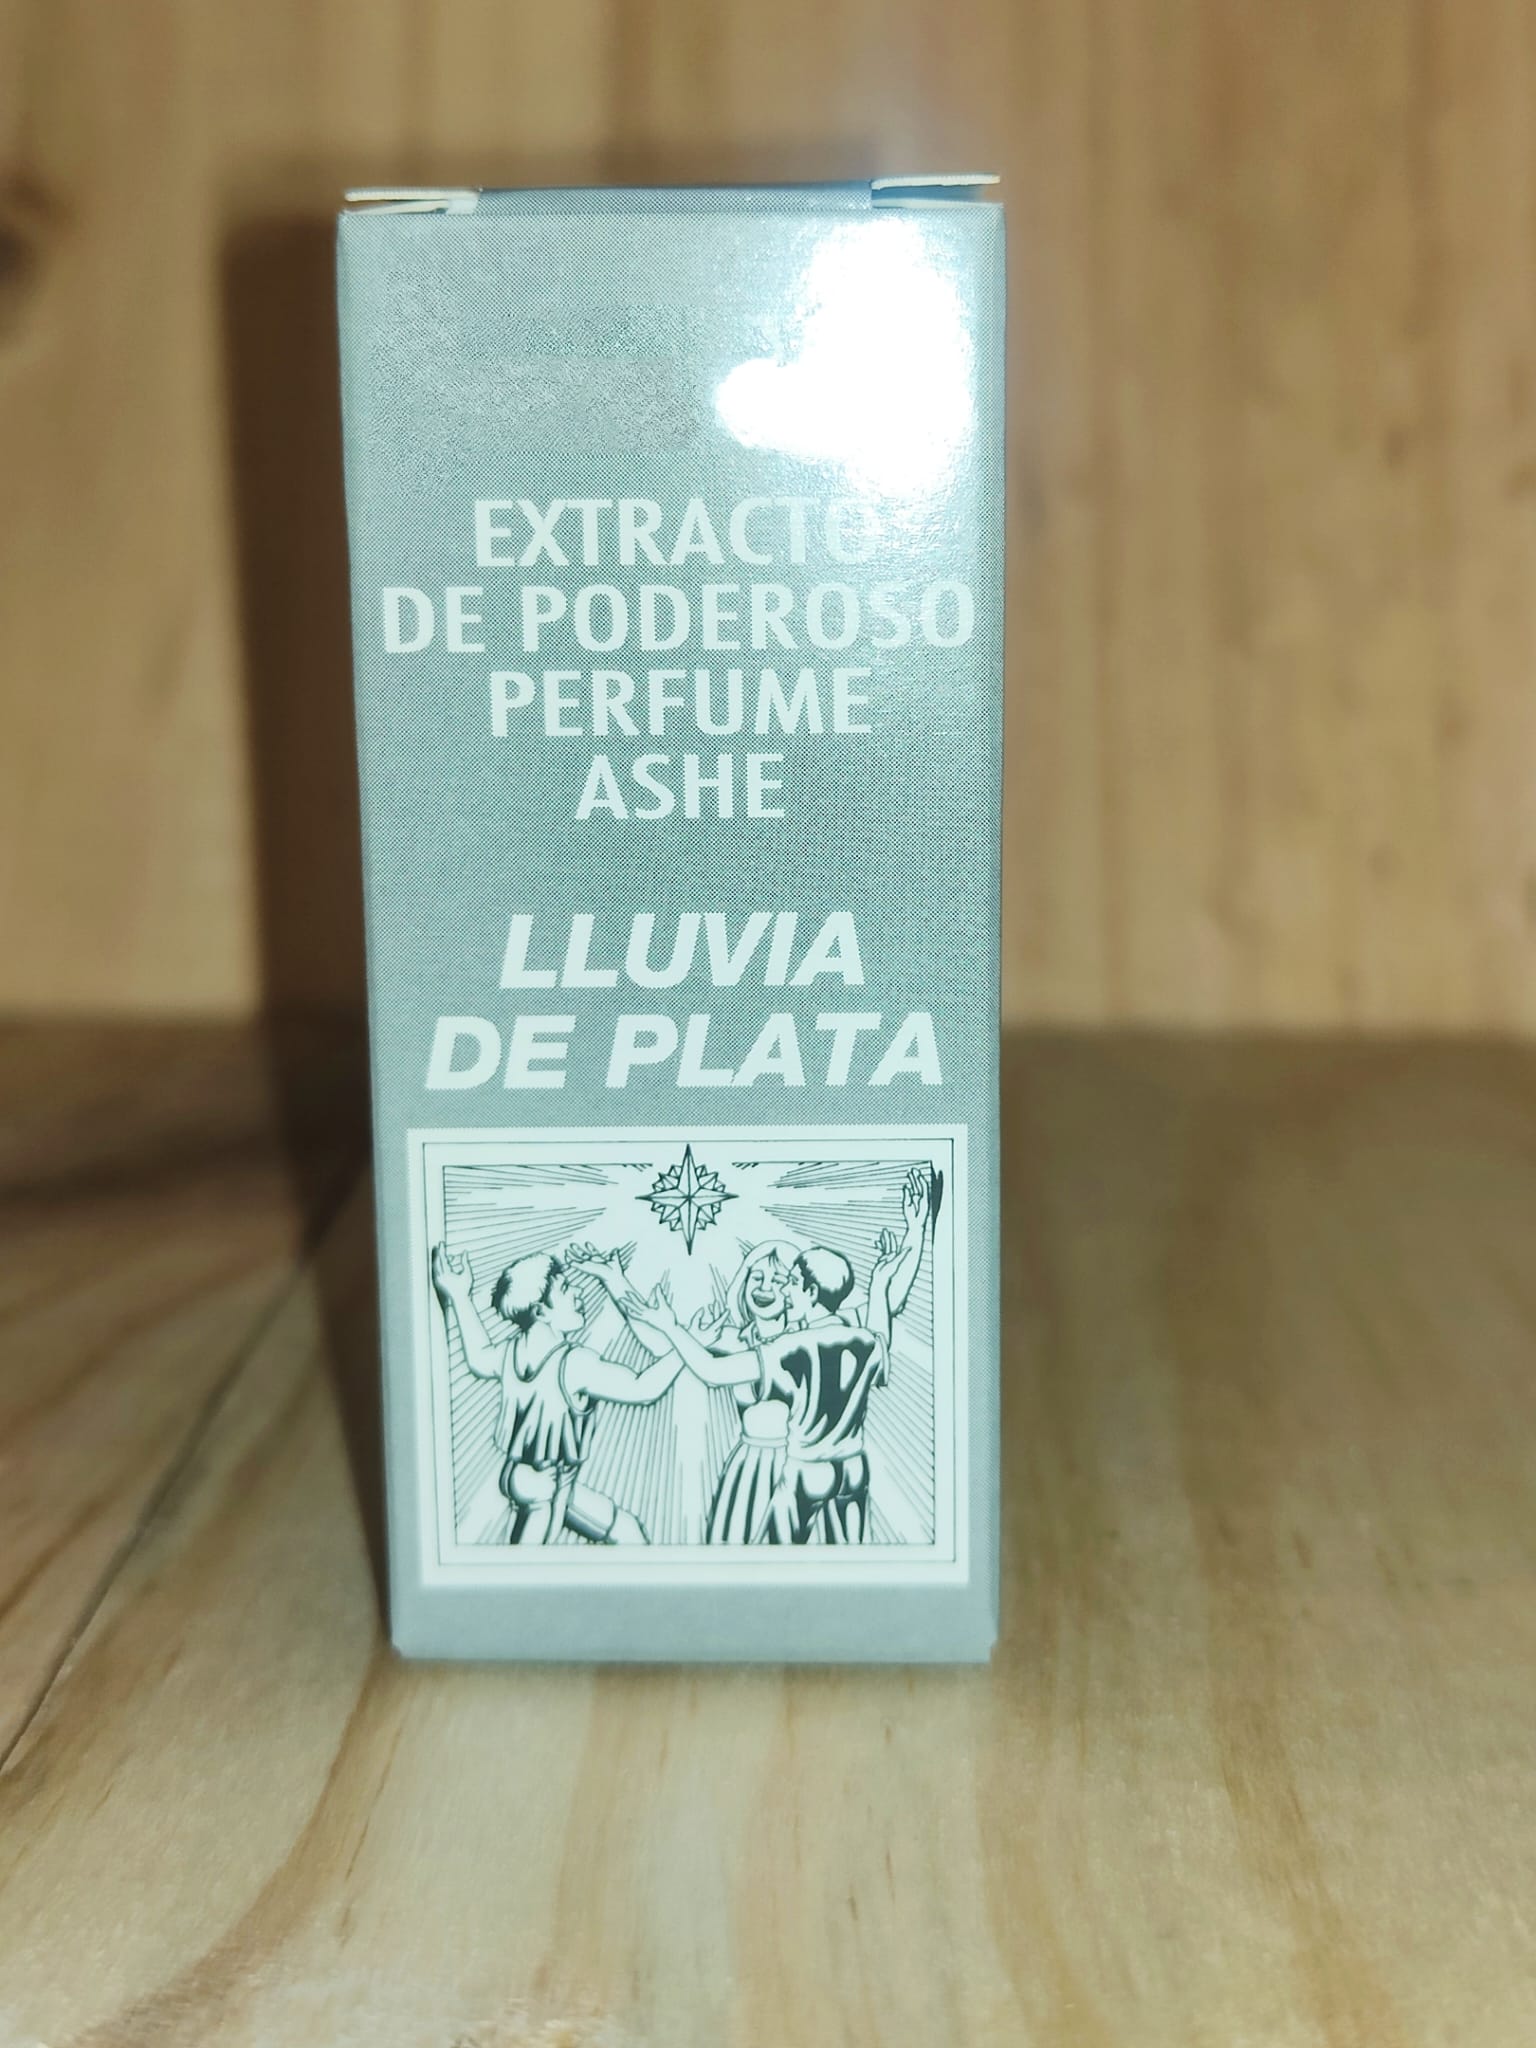 EXTRACTO
DE PODEROSO
PERFUME
ASHE
LLUVIA
DE PLATA